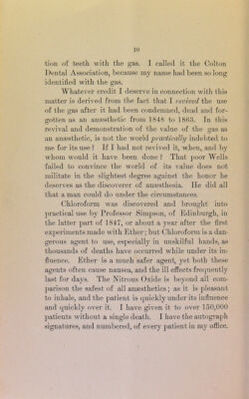 10
tion of teeth with the gas. I called it the Colton
Dental Association, because my name had been so long
identified with the gas.
Whatever credit I deserve in connection with this
matter is derived from the fact that I revived the use
of the gas after it had been condemned, dead and for-
gotten as an anæsthetic from 1848 to 1863. In this
revival and demonstration of the value of the gas as
an anæsthetic, is not the world practically indebted to
me for its use? If I had not revived it, when, and by
whom would it have been done? That poor Wells
failed to convince the world of its value does not
militate in the slightest degree against the honor he
deserves as the discoverer of anæsthesia. He did all
that a man could do under the circumstances.
Chloroform was discovered and brought into
practical use by Professor Simpson, of Edinburgh, in
the latter part of 1847, or about a year after the first
experiments made with Ether; but Chloroform is a dan-
gerous agent to use, especially in unskilful hands, as
thousands of deaths have occurred while under its in-
fluence. Ether is a much safer agent, yet both these
agents often cause nausea, and the ill effects frequently
last for days. The Nitrous Oxide is beyond all com-
parison the safest of all anæsthetics; as it is pleasant
to inhale, and the patient is quickly under its influence
and quickly over it. I have given it to over 150,000
patients without a single death. I have the autograph
signatures, and numbered, of every patient in my office.